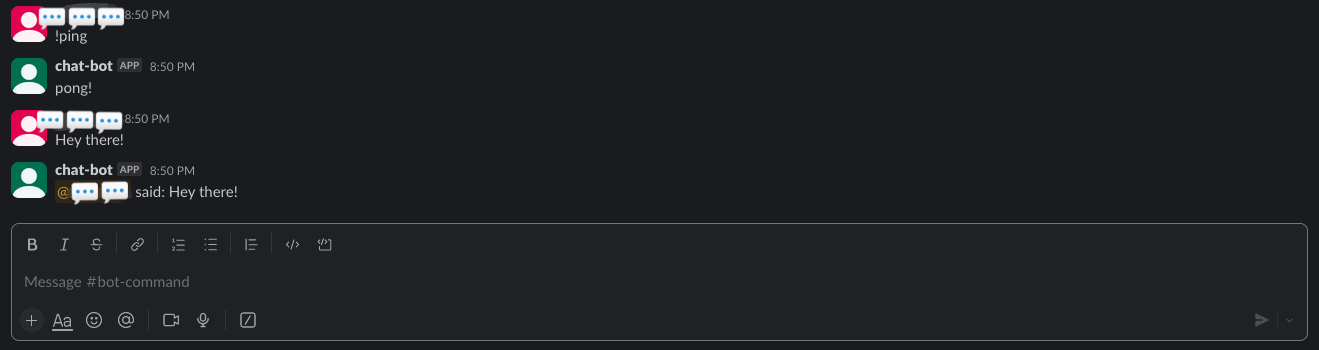 8:50 PM
!ping
chat-bot APP 8:50 PM
pong!
8:50 PM
Hey there!
chat-bot APP 8:50 PM
@ said: Hey there!
B I S
Message #bot-command
Aa